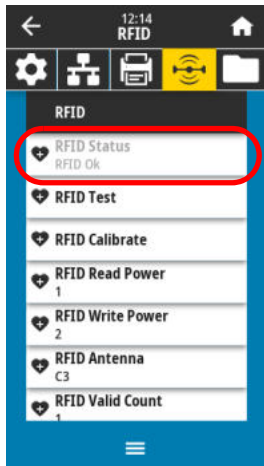 12:14
RFID
RFID
RFID Status
RFID Ok
RFID Test
RFID Calibrate
RFID Read Power
1
RFID Write Power
2
RFID Antenna
C3
RFID Valid Count
1